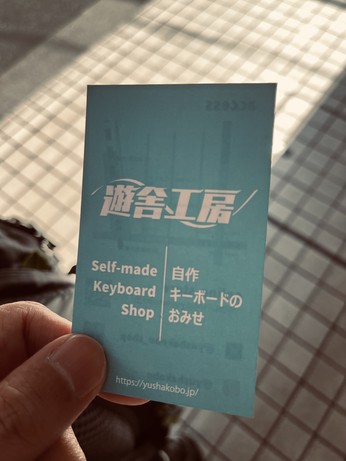 遊舎工房
Self-made
Keyboard
Shop
自作
キーボードの
おみせ
https://yushakobo.jp/